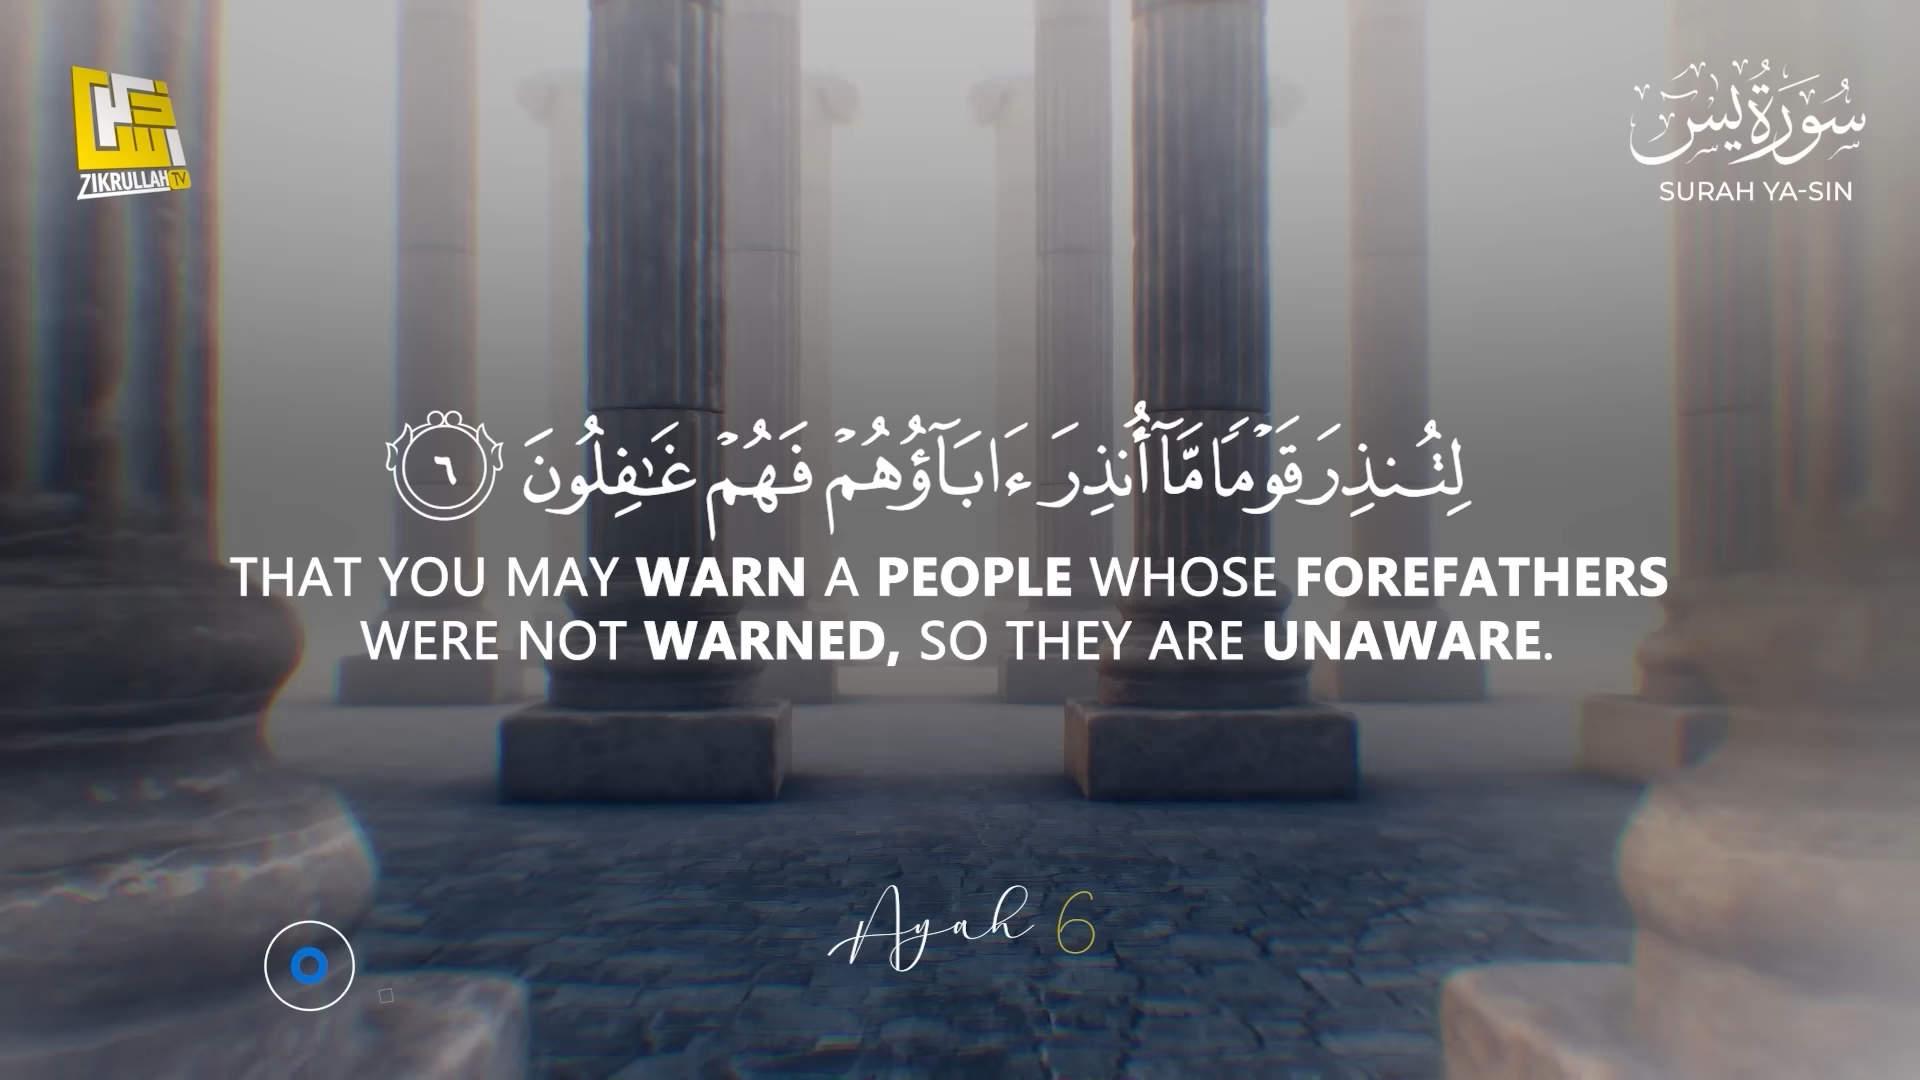 ZIKRULLAH TV
سُورَةُ يسٓ
SURAH YA-SIN
لِتُنذِرَ قَوْمًا مَّآ أُنذِرَ ءَابَآؤُهُمْ فَهُمْ غَـٰفِلُونَ ٦
THAT YOU MAY WARN A PEOPLE WHOSE FOREFATHERS
WERE NOT WARNED, SO THEY ARE UNAWARE.
Ayah 6